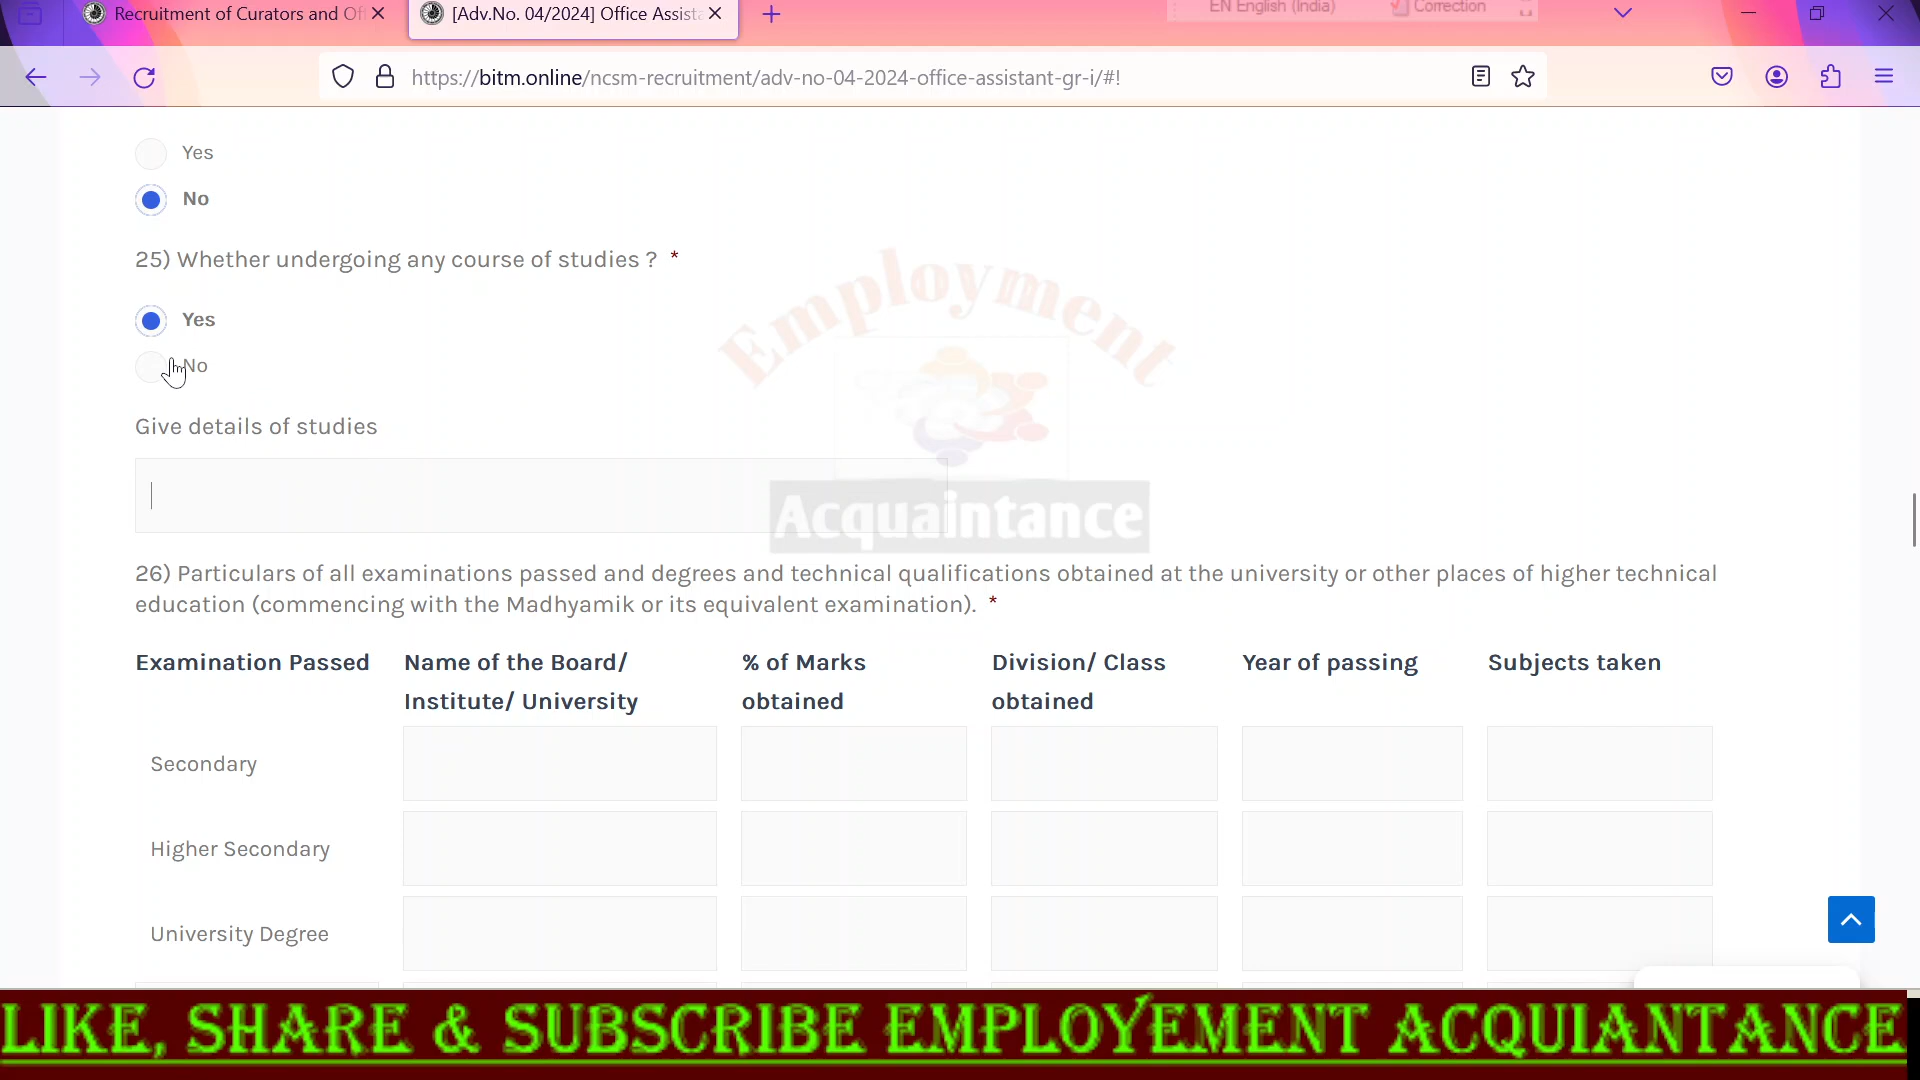 Recruitment of Curators and Of
[Adv.No. 04/2024] Office Assista
EN English (India)
Correction
https://bitm.online/ncsm-recruitment/adv-no-04-2024-office-assistant-gr-i/#!
Yes
No
25) Whether undergoing any course of studies ? *
Yes
No
Give details of studies
Employment
Acquaintance
26) Particulars of all examinations passed and degrees and technical qualifications obtained at the university or other places of higher technical
education (commencing with the Madhyamik or its equivalent examination). *
Examination Passed Name of the Board/ % of Marks Division/ Class Year of passing Subjects taken
Institute/ University obtained obtained
Secondary
Higher Secondary
University Degree
LIKE, SHARE & SUBSCRIBE EMPLOYEMENT ACQUIANTANCE